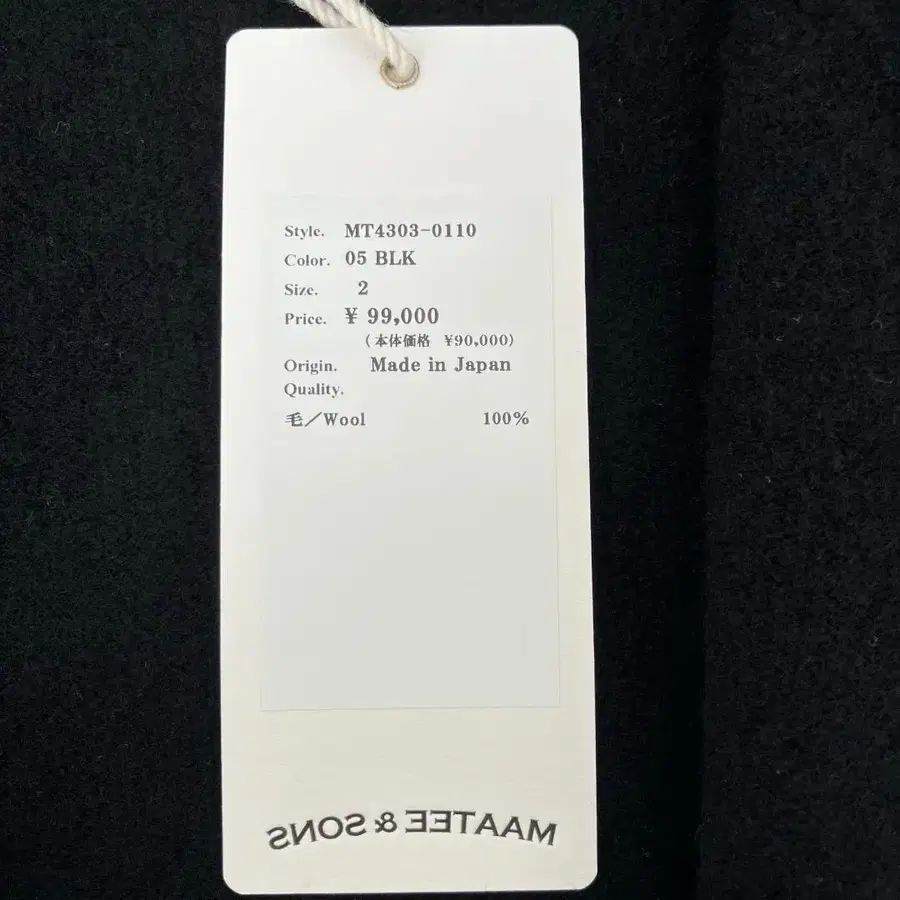 Style. MT4303-0110
Color. 05 BLK
Size. 2
Price. ¥ 99,000
(本体価格 ¥90,000)
Origin. Made in Japan
Quality.
毛/Wool 100%
MAATEE & SONS